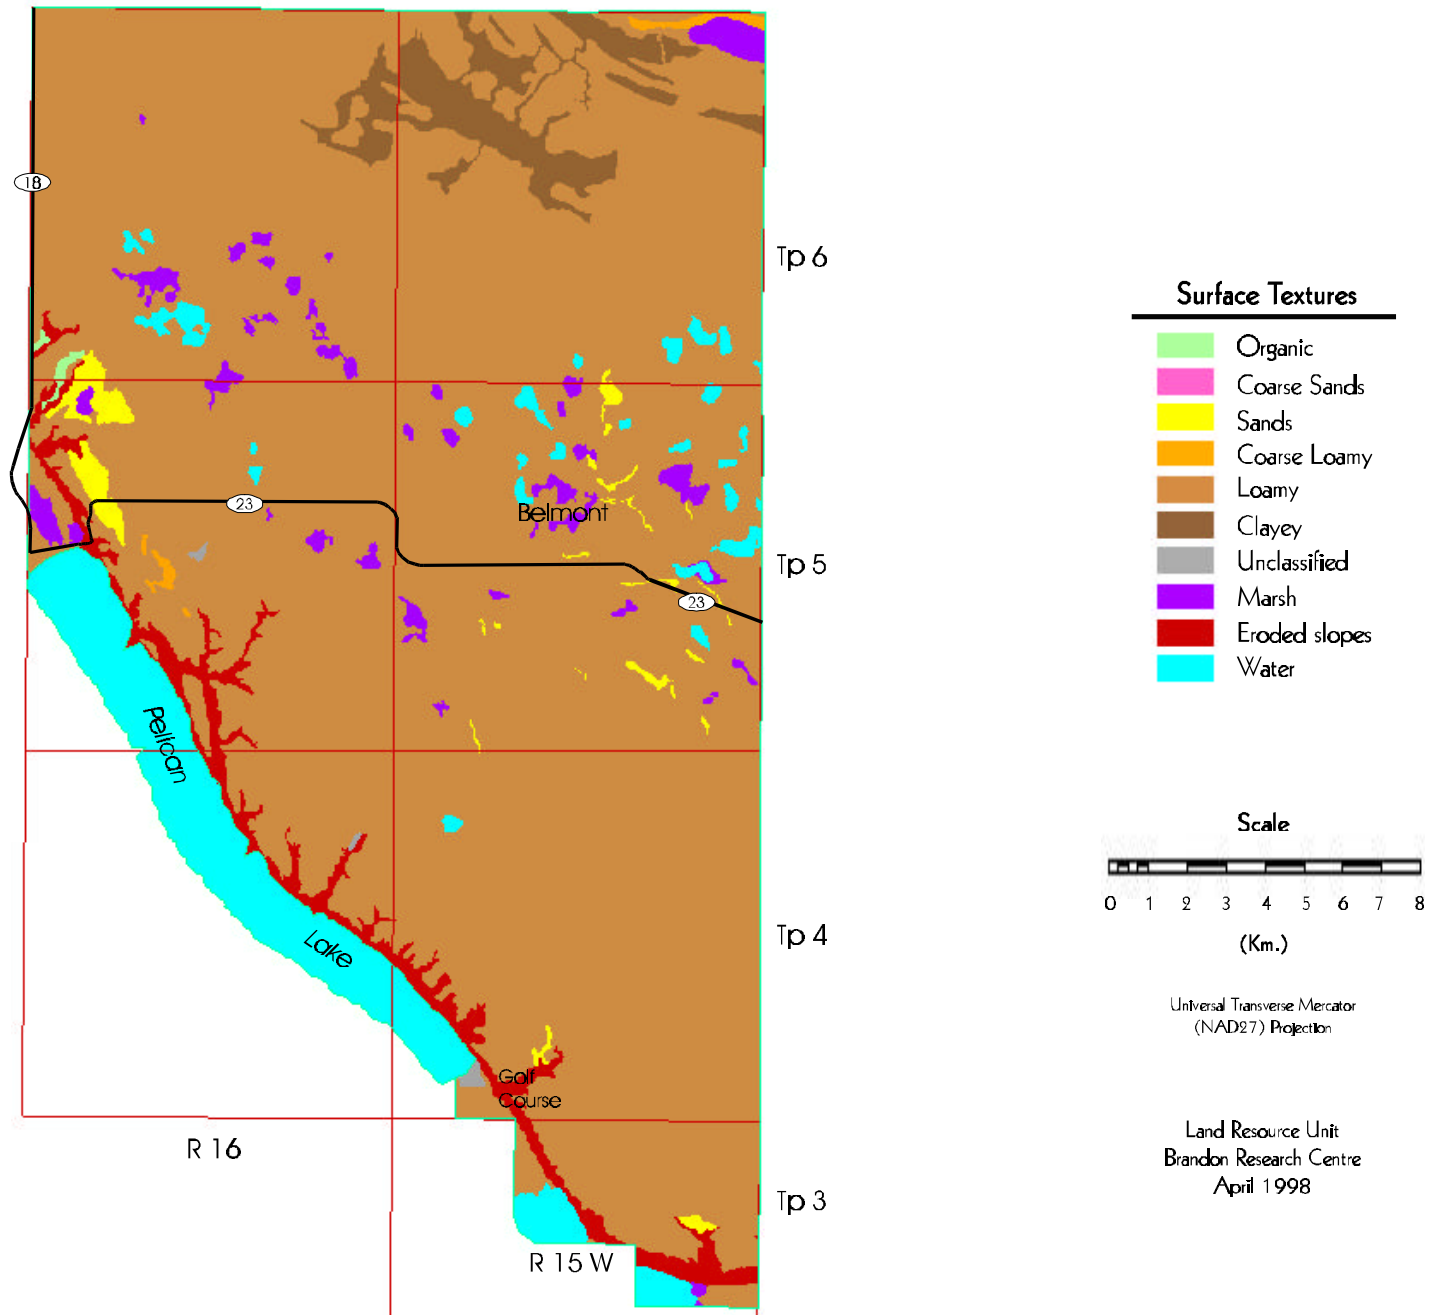 18
Tp 6
Surface Textures
Organic
Coarse Sands
Sands
Coarse Loamy
Loamy
Clayey
Unclassified
Marsh
Eroded slopes
Water
23
Belmont
Tp 5
23
Pelican
Lake
Scale
0 1 2 3 4 5 6 7 8
(Km.)
Tp 4
Universal Transverse Mercator
(NAD27) Projection
Golf
Course
R 16
Land Resource Unit
Brandon Research Centre
April 1998
Tp 3
R 15 W